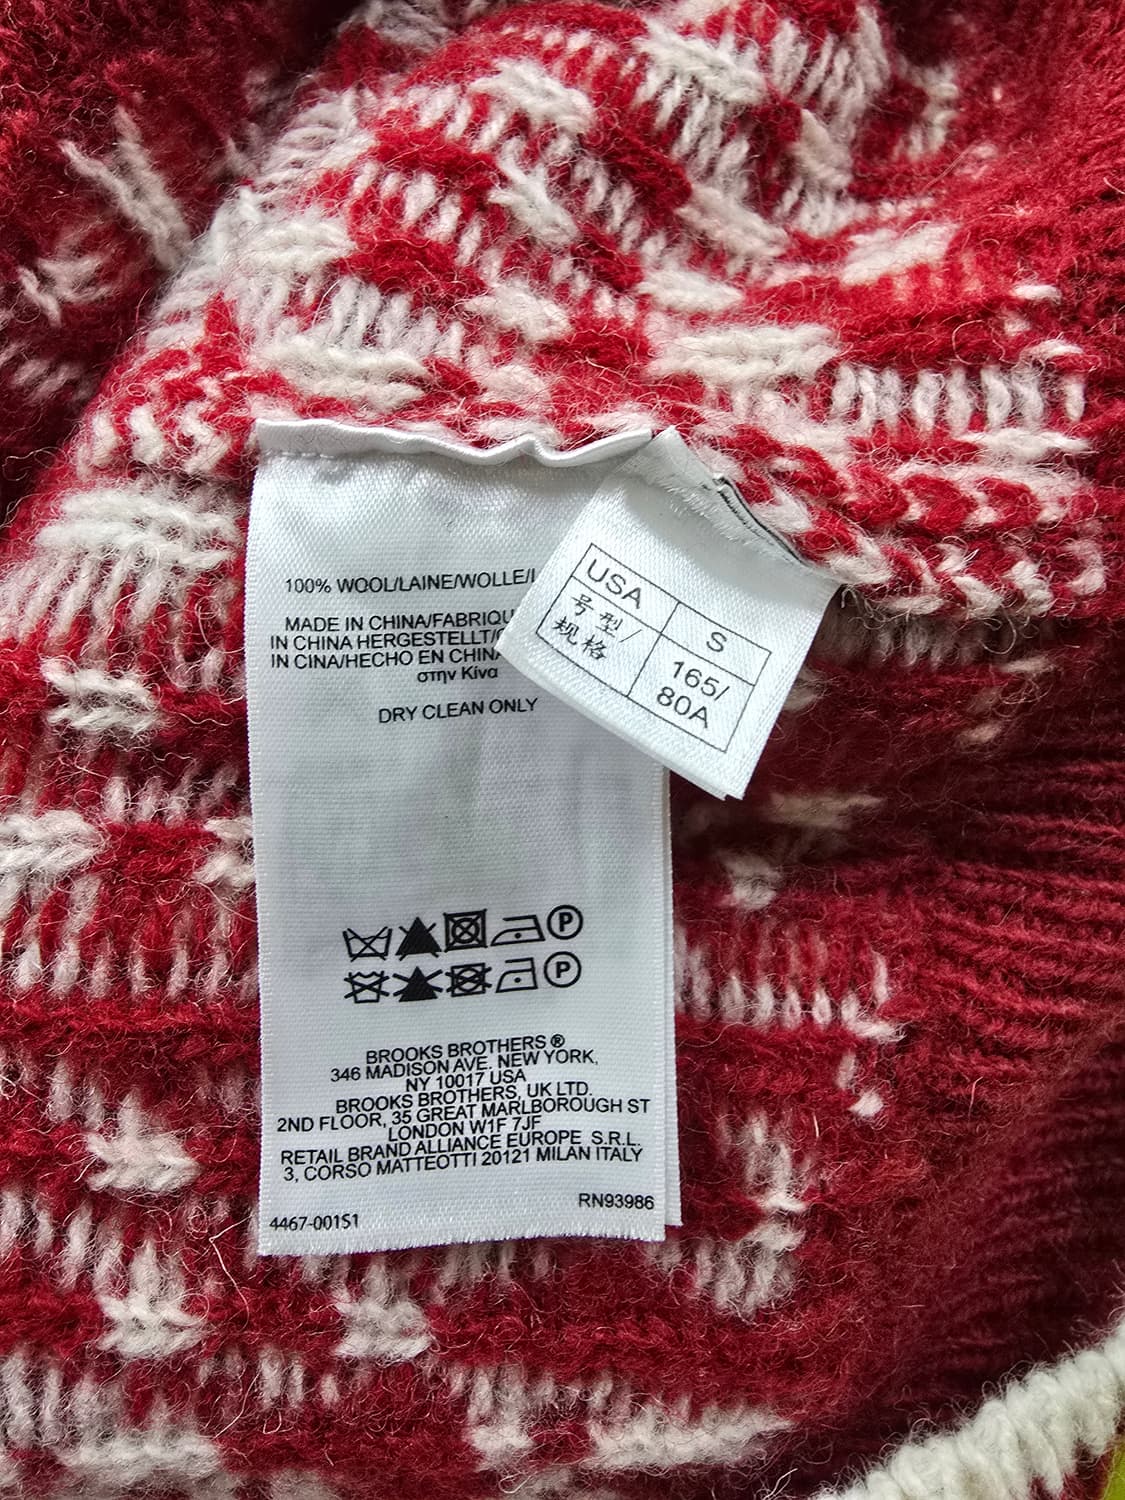 100% WOOL/LAINE/WOLLE/
MADE IN CHINA/FABRIQU
IN CHINA HERGESTELLT/
IN CINA/HECHO EN CHINA
στην Κίνα
DRY CLEAN ONLY
USA S
号型/规格 165/80A
P
P
BROOKS BROTHERS ®
346 MADISON AVE. NEW YORK,
NY 10017 USA
BROOKS BROTHERS, UK LTD.
2ND FLOOR, 35 GREAT MARLBOROUGH ST
LONDON W1F 7JF
RETAIL BRAND ALLIANCE EUROPE S.R.L.
3, CORSO MATTEOTTI 20121 MILAN ITALY
RN93986
4467-00151